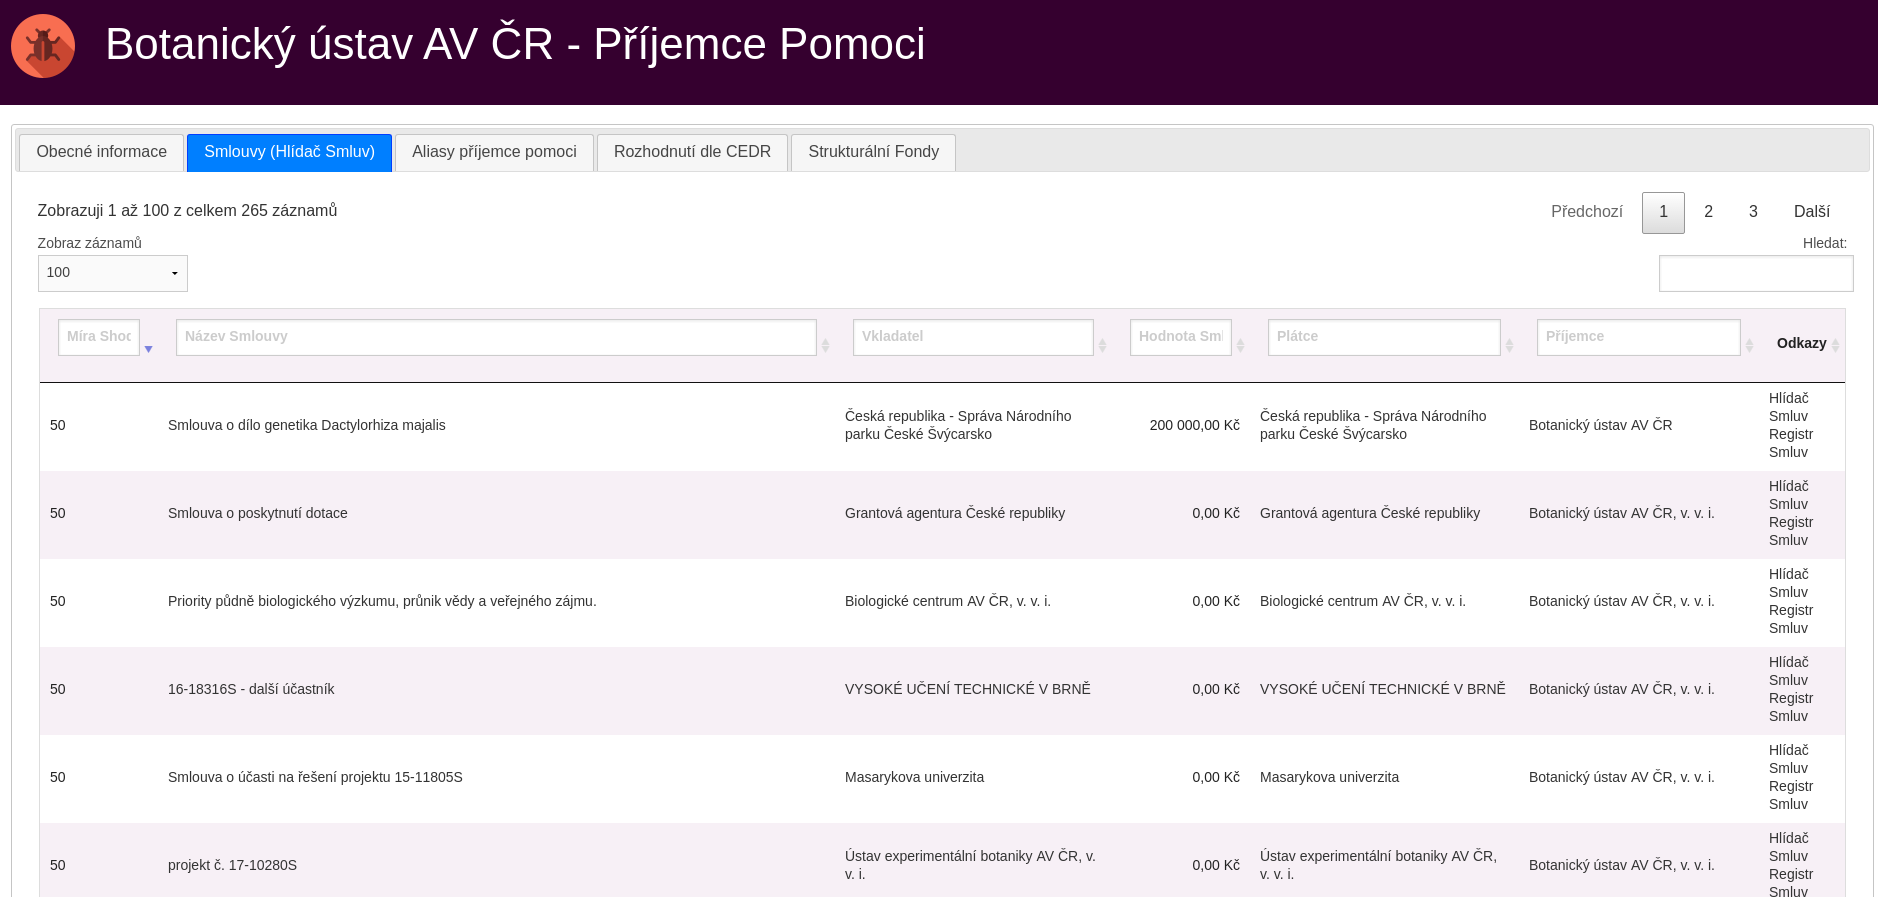 Botanický ústav AV ČR - Příjemce Pomoci
Obecné informace
Smlouvy (Hlídač Smluv)
Aliasy příjemce pomoci
Rozhodnutí dle CEDR
Strukturální Fondy
Zobrazuji 1 až 100 z celkem 265 záznamů
Předchozí
1
2
3
Další
Zobraz záznamů
Hledat:
100
Míra Shod
Název Smlouvy
Vkladatel
Hodnota Sml
Plátce
Příjemce
Odkazy
50
Smlouva o dílo genetika Dactylorhiza majalis
Česká republika - Správa Národního
parku České Švýcarsko
200 000,00 Kč
Česká republika - Správa Národního
parku České Švýcarsko
Botanický ústav AV ČR
Hlídač
Smluv
Registr
Smluv
50
Smlouva o poskytnutí dotace
Grantová agentura České republiky
0,00 Kč
Grantová agentura České republiky
Botanický ústav AV ČR, v. v. i.
Hlídač
Smluv
Registr
Smluv
50
Priority půdně biologického výzkumu, průnik vědy a veřejného zájmu.
Biologické centrum AV ČR, v. v. i.
0,00 Kč
Biologické centrum AV ČR, v. v. i.
Botanický ústav AV ČR, v. v. i.
Hlídač
Smluv
Registr
Smluv
50
16-18316S - další účastník
VYSOKÉ UČENÍ TECHNICKÉ V BRNĚ
0,00 Kč
VYSOKÉ UČENÍ TECHNICKÉ V BRNĚ
Botanický ústav AV ČR, v. v. i.
Hlídač
Smluv
Registr
Smluv
50
Smlouva o účasti na řešení projektu 15-11805S
Masarykova univerzita
0,00 Kč
Masarykova univerzita
Botanický ústav AV ČR, v. v. i.
Hlídač
Smluv
Registr
Smluv
50
projekt č. 17-10280S
Ústav experimentální botaniky AV ČR, v.
v. i.
0,00 Kč
Ústav experimentální botaniky AV ČR,
v. v. i.
Botanický ústav AV ČR, v. v. i.
Hlídač
Smluv
Registr
Smluv